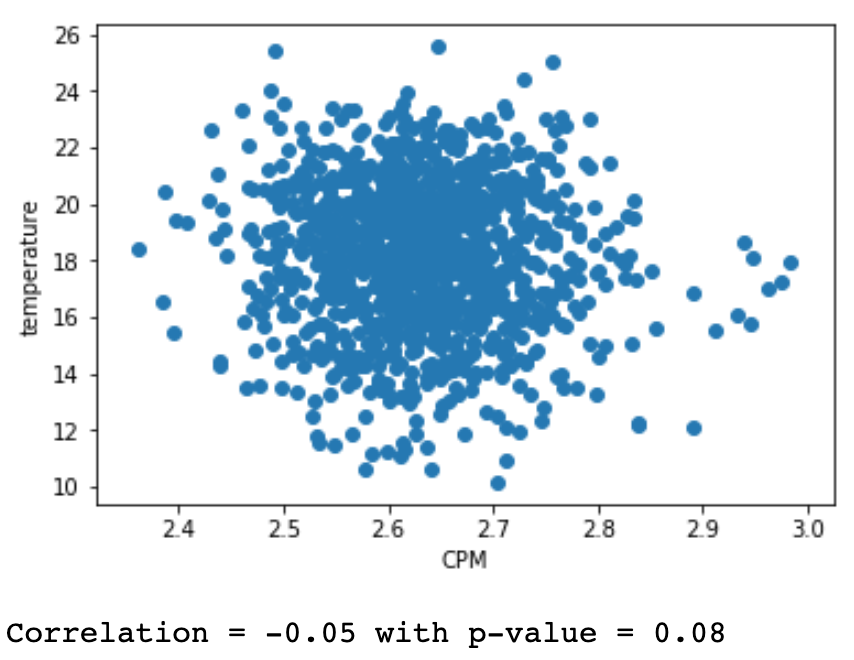 26
24
22
20
18
16
14
12
10
temperature
2.4 2.5 2.6 2.7 2.8 2.9 3.0
CPM
Correlation = -0.05 with p-value = 0.08